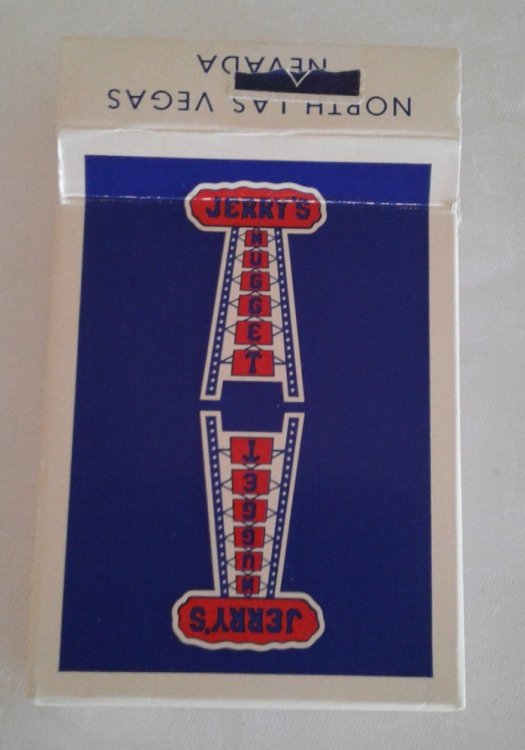 NORTH LAS VEGAS
NEVADA
JERRY'S
NUGGET
NUGGET
JERRY'S